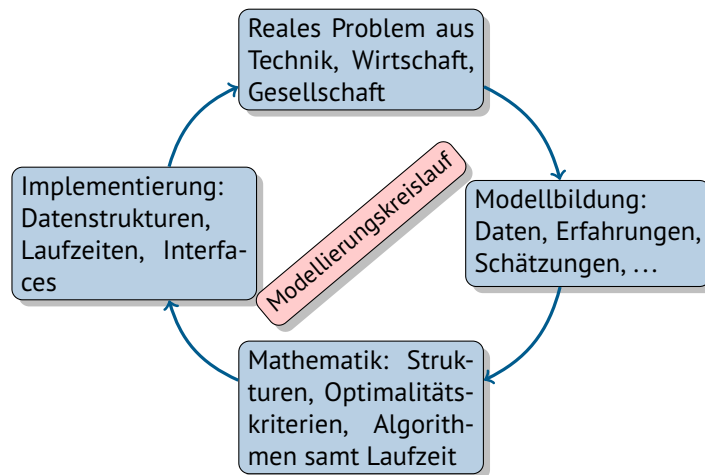 Reales Problem aus
Technik, Wirtschaft,
Gesellschaft
Implementierung:
Datenstrukturen,
Laufzeiten, Interfa-
ces
Modellierungskreislauf
Modellbildung:
Daten, Erfahrungen,
Schätzungen, …
Mathematik: Struk-
turen, Optimalitäts-
kriterien, Algorith-
men samt Laufzeit